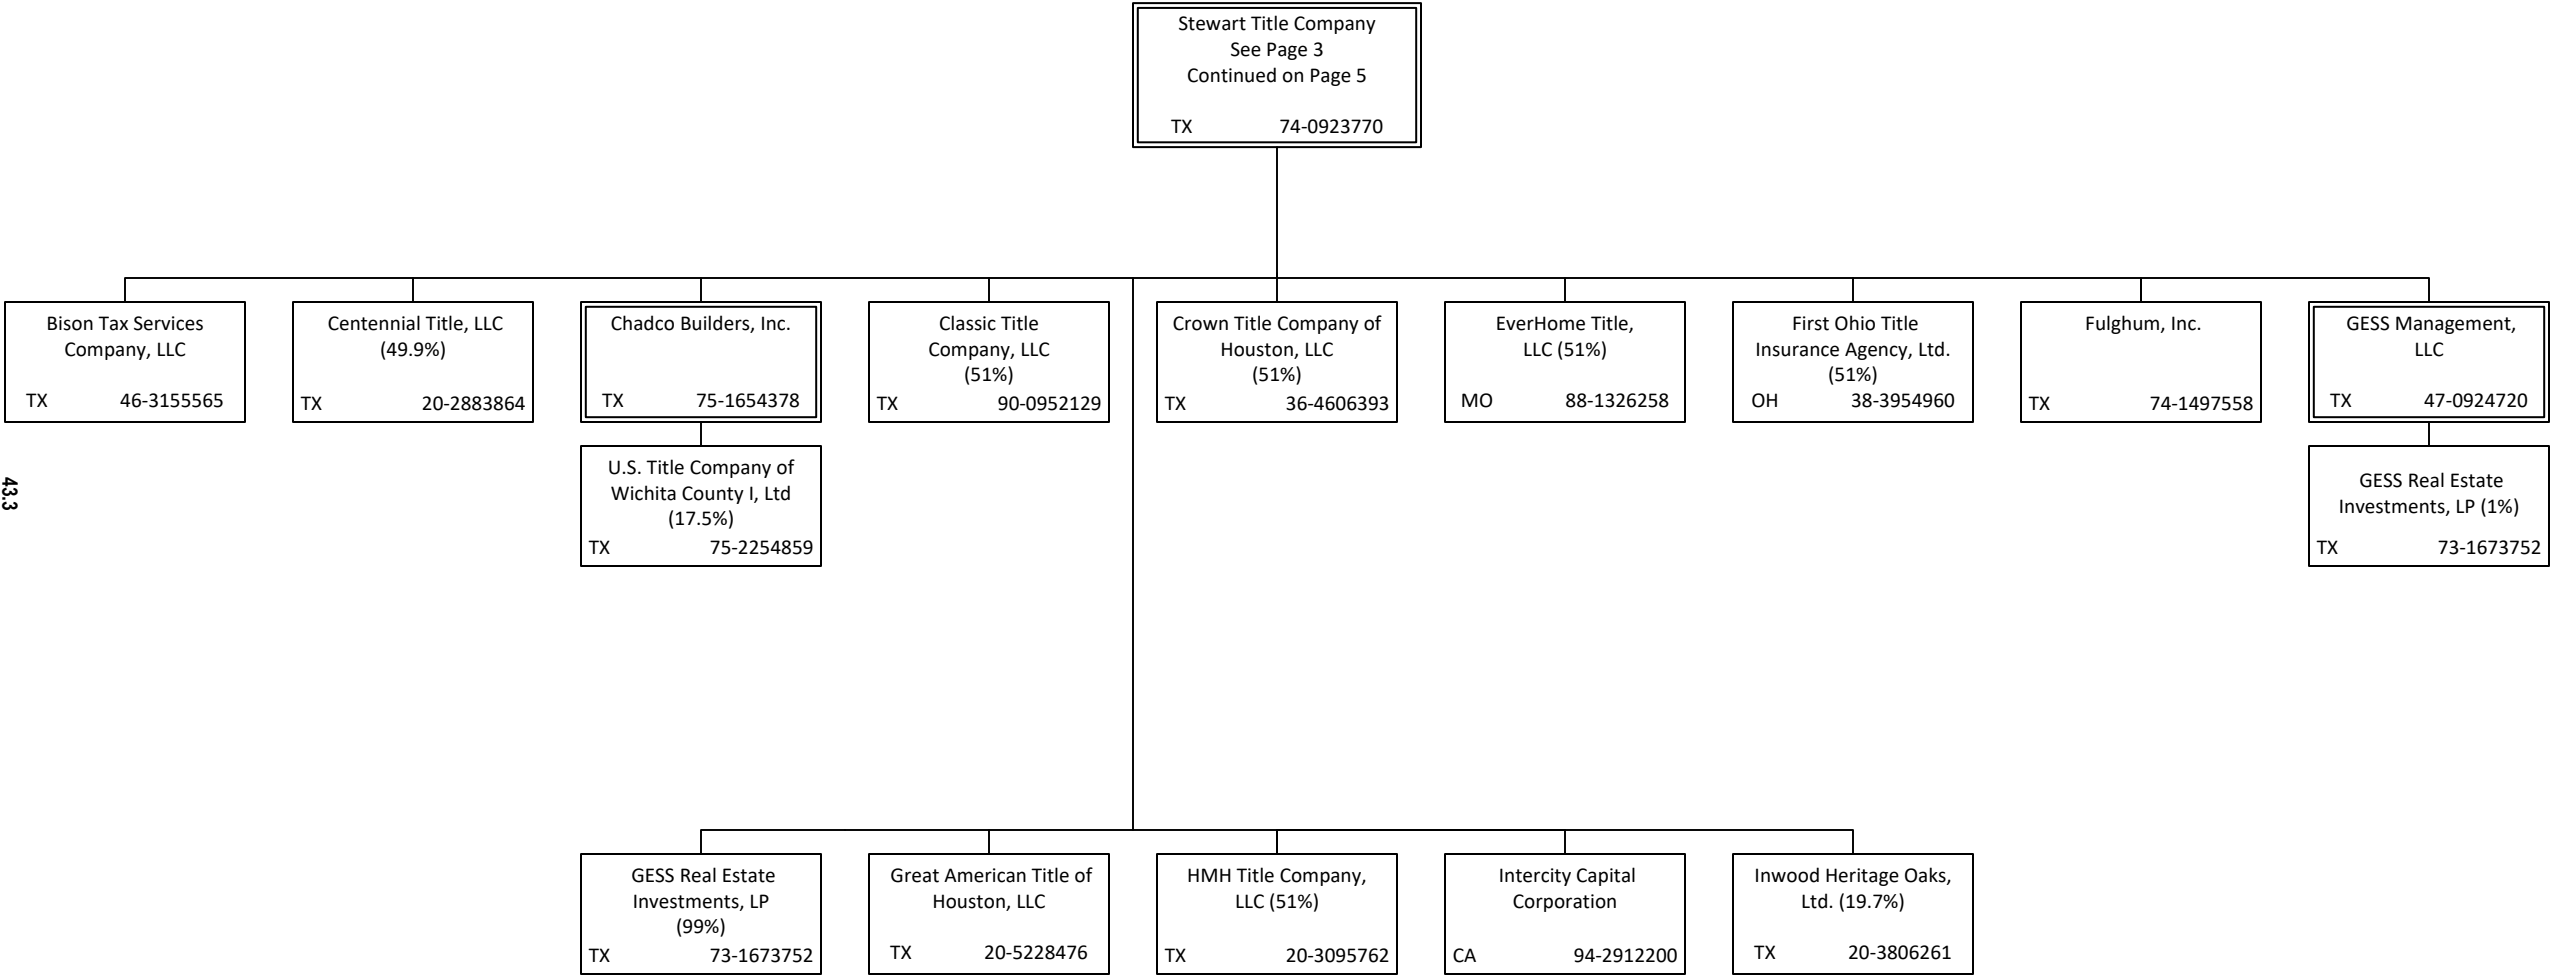 Stewart Title Company
See Page 3
Continued on Page 5
TX 74-0923770
Bison Tax Services
Company, LLC
TX 46-3155565
Centennial Title, LLC
(49.9%)
TX 20-2883864
Chadco Builders, Inc.
TX 75-1654378
Classic Title
Company, LLC
(51%)
TX 90-0952129
Crown Title Company of
Houston, LLC
(51%)
TX 36-4606393
EverHome Title,
LLC (51%)
MO 88-1326258
First Ohio Title
Insurance Agency, Ltd.
(51%)
OH 38-3954960
Fulghum, Inc.
TX 74-1497558
GESS Management,
LLC
TX 47-0924720
U.S. Title Company of
Wichita County I, Ltd
(17.5%)
TX 75-2254859
GESS Real Estate
Investments, LP (1%)
TX 73-1673752
43.3
GESS Real Estate
Investments, LP
(99%)
TX 73-1673752
Great American Title of
Houston, LLC
TX 20-5228476
HMH Title Company,
LLC (51%)
TX 20-3095762
Intercity Capital
Corporation
CA 94-2912200
Inwood Heritage Oaks,
Ltd. (19.7%)
TX 20-3806261